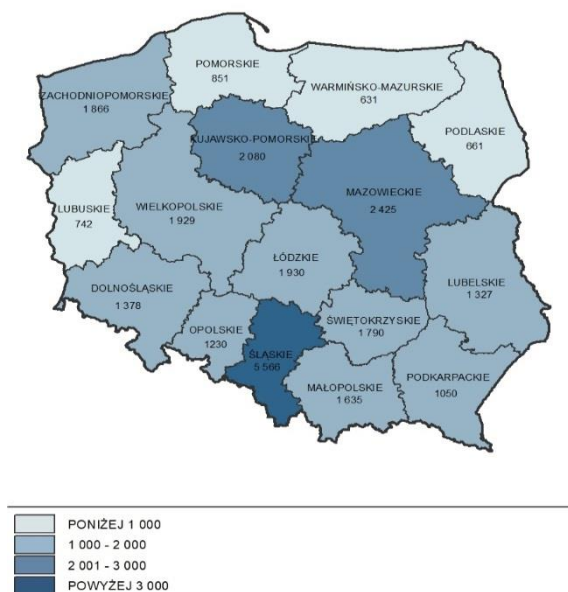 POMORSKIE
851
WARMIŃSKO-MAZURSKIE
631
ZACHODNIOPOMORSKIE
1 866
PODLASKIE
661
KUJAWSKO-POMORSKIE
2 080
MAZOWIECKIE
2 425
LUBUSKIE
742
WIELKOPOLSKIE
1 929
ŁÓDZKIE
1 930
LUBELSKIE
1 327
DOLNOŚLĄSKIE
1 378
OPOLSKIE
1230
ŚWIĘTOKRZYSKIE
1 790
ŚLĄSKIE
5 566
MAŁOPOLSKIE
1 635
PODKARPACKIE
1050
PONIŻEJ 1 000
1 000 - 2 000
2 001 - 3 000
POWYŻEJ 3 000